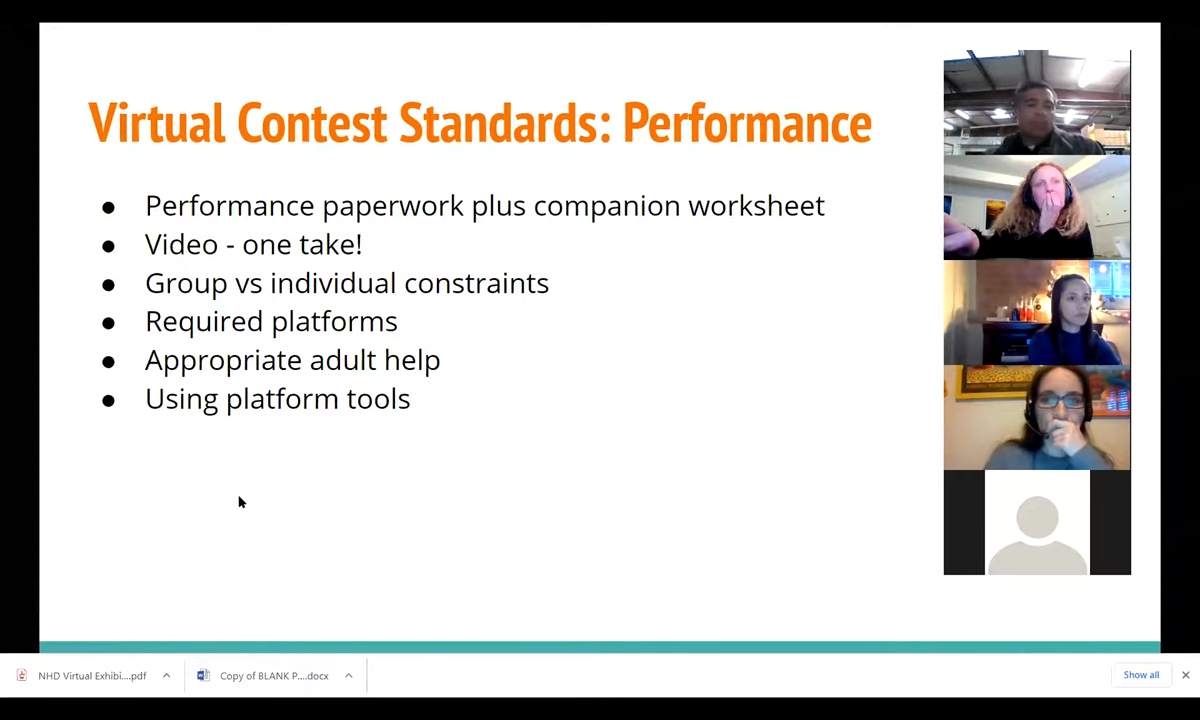 Virtual Contest Standards: Performance
● Performance paperwork plus companion worksheet
● Video - one take!
● Group vs individual constraints
● Required platforms
● Appropriate adult help
● Using platform tools
NHD Virtual Exhibi....pdf
Copy of BLANK P....docx
Show all